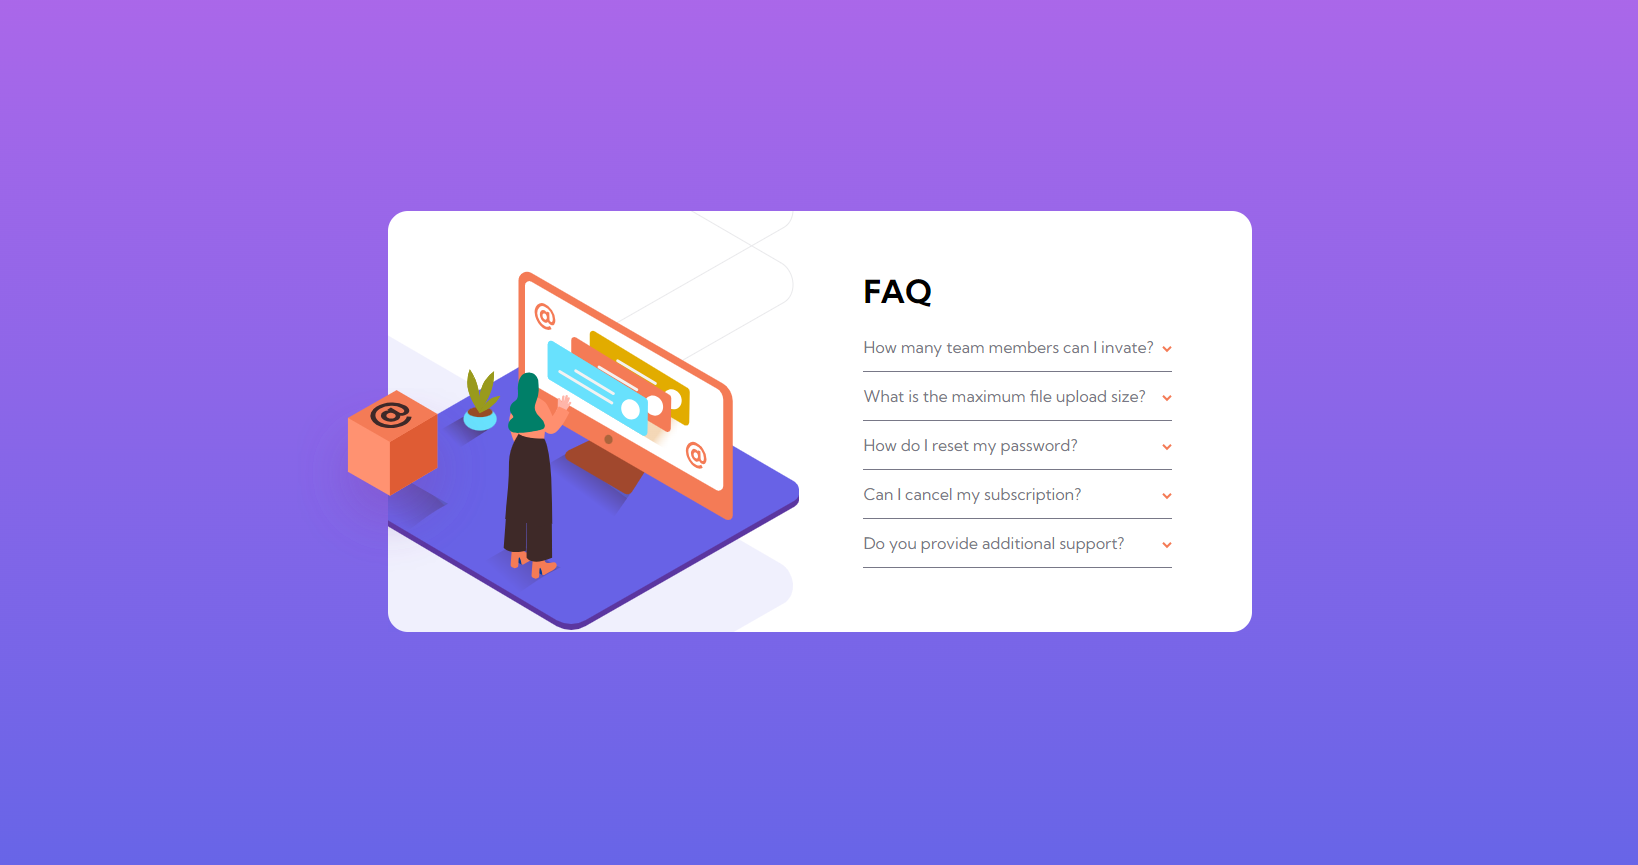 @
@
@
FAQ
How many team members can I invate?
What is the maximum file upload size?
How do I reset my password?
Can I cancel my subscription?
Do you provide additional support?